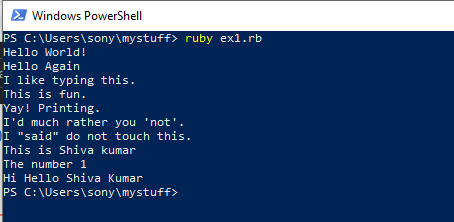 Windows PowerShell
PS C:\Users\sony\mystuff> ruby ex1.rb
Hello World!
Hello Again
I like typing this.
This is fun.
Yay! Printing.
I'd much rather you 'not'.
I "said" do not touch this.
This is Shiva kumar
The number 1
Hi Hello Shiva Kumar
PS C:\Users\sony\mystuff>